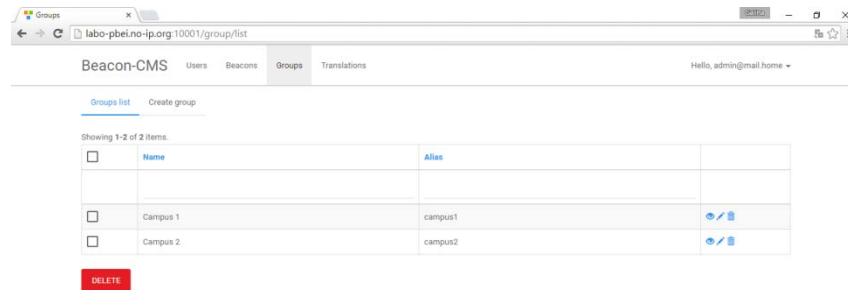 Groups
labo-pbei.no-ip.org:10001/group/list
Beacon-CMS Users Beacons Groups Translations Hello, admin@mail.home
Groups list Create group
Showing 1-2 of 2 items.
Name Alias
Campus 1 campus1
Campus 2 campus2
DELETE